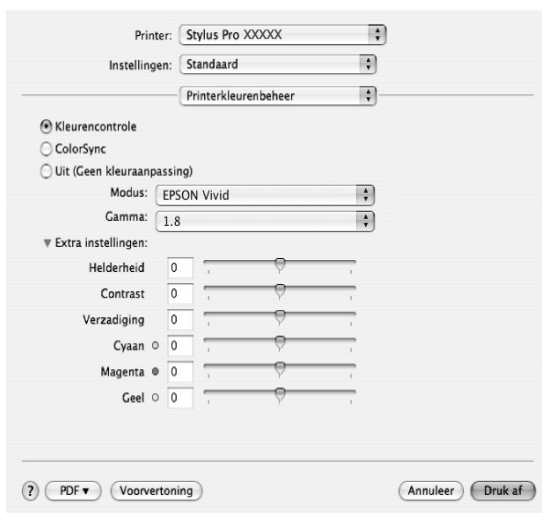 Printer: Stylus Pro XXXXX
Instellingen: Standaard
Printerkleurenbeheer
Kleurencontrole
ColorSync
Uit (Geen kleuraanpassing)
Modus: EPSON Vivid
Gamma: 1.8
▼ Extra instellingen:
Helderheid 0
Contrast 0
Verzadiging 0
Cyaan 0
Magenta 0
Geel 0
? PDF ▼ Voorvertoning Annuleer Druk af